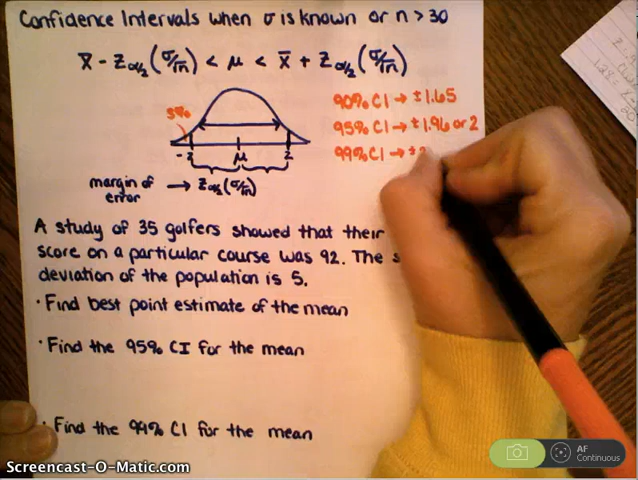 Confidence Intervals when σ is known or n > 30
x̄ - z α/2 (σ/√n) < μ < x̄ + z α/2 (σ/√n)
5%
90% CI → ± 1.65
95% CI → ± 1.96 or 2
99% CI → ±
-z μ z
margin of error → z α/2 (σ/√n)
A study of 35 golfers showed that their
score on a particular course was 92. The
deviation of the population is 5.
· Find best point estimate of the mean
· Find the 95% CI for the mean
· Find the 99% CI for the mean
AF
Continuous
Screencast-O-Matic.com